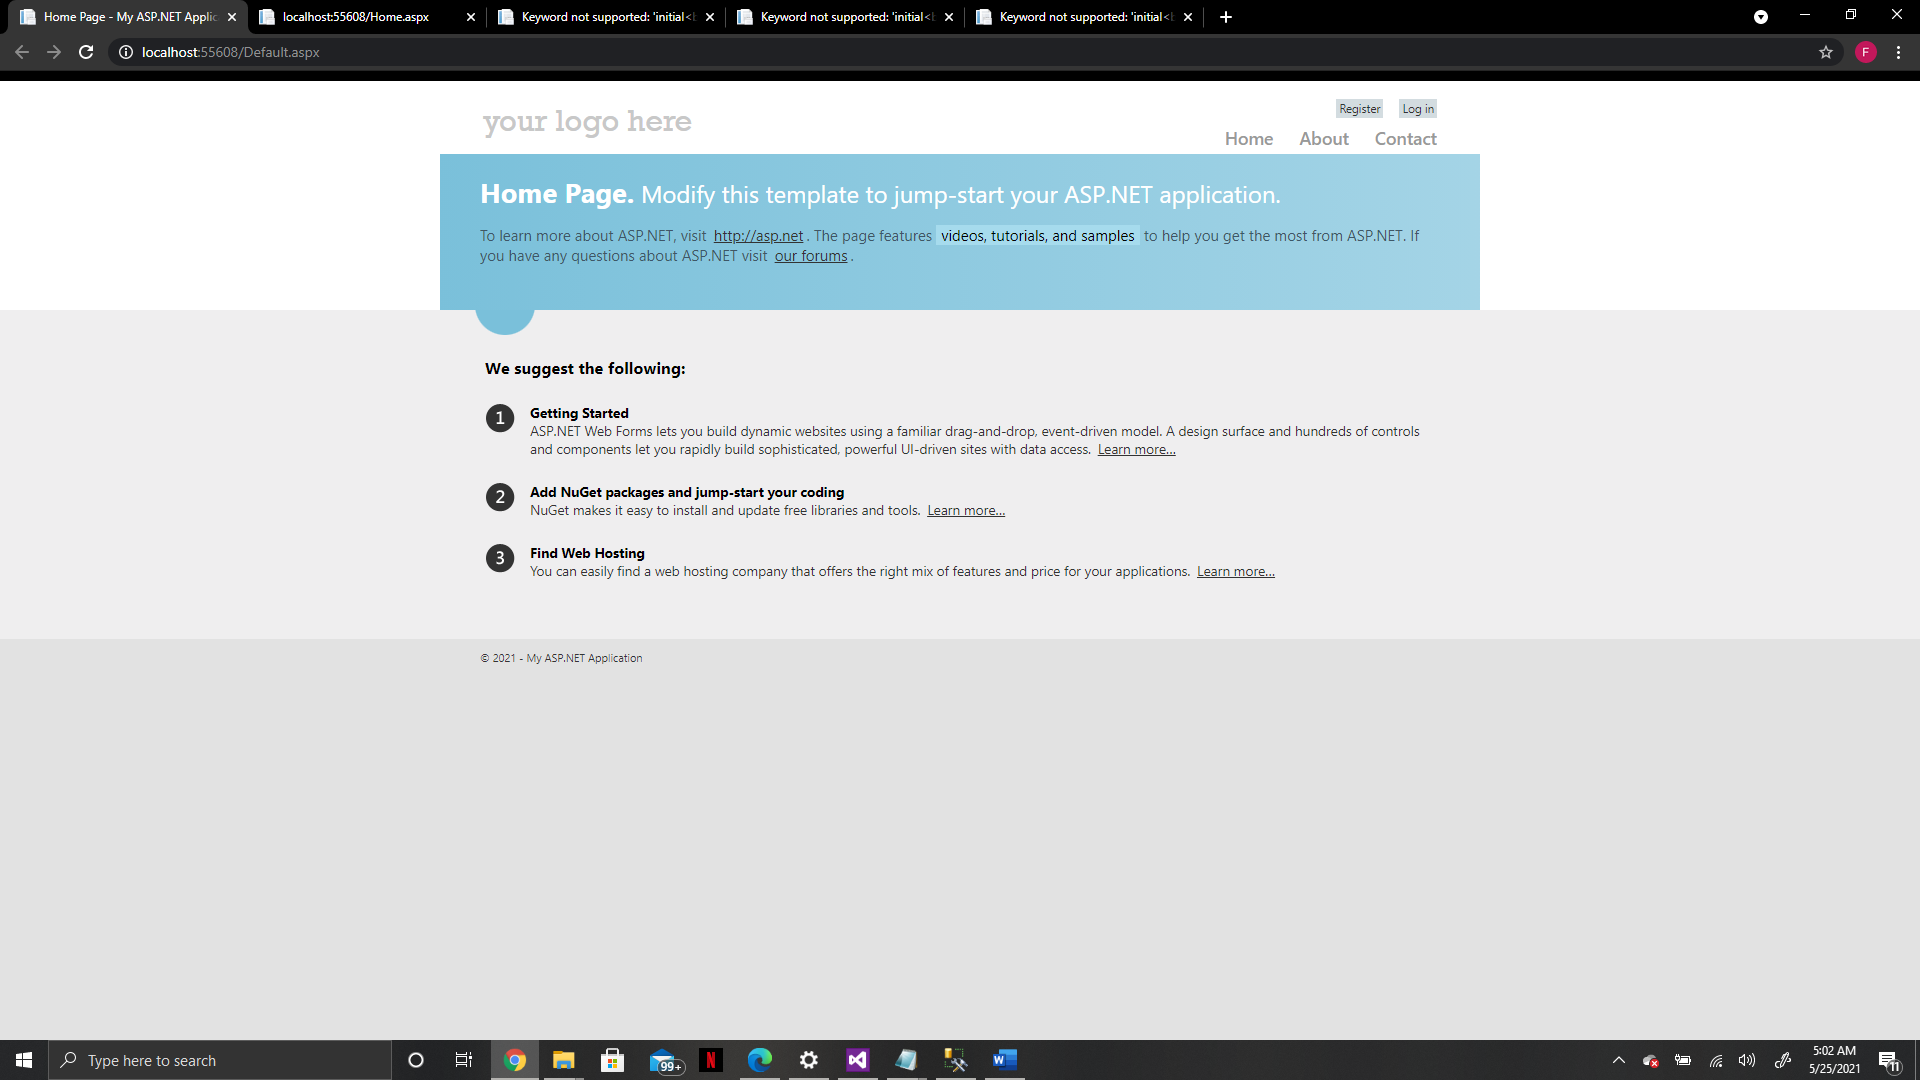 Home Page - My ASP.NET Applic
localhost:55608/Home.aspx
Keyword not supported: 'initial<b
Keyword not supported: 'initial<b
Keyword not supported: 'initial<b
localhost:55608/Default.aspx
F
your logo here
Register
Log in
Home
About
Contact
Home Page. Modify this template to jump-start your ASP.NET application.
To learn more about ASP.NET, visit http://asp.net . The page features videos, tutorials, and samples to help you get the most from ASP.NET. If
you have any questions about ASP.NET visit our forums .
We suggest the following:
1
Getting Started
ASP.NET Web Forms lets you build dynamic websites using a familiar drag-and-drop, event-driven model. A design surface and hundreds of controls
and components let you rapidly build sophisticated, powerful UI-driven sites with data access. Learn more...
2
Add NuGet packages and jump-start your coding
NuGet makes it easy to install and update free libraries and tools. Learn more...
3
Find Web Hosting
You can easily find a web hosting company that offers the right mix of features and price for your applications. Learn more...
© 2021 - My ASP.NET Application
Type here to search
99+
N
W
5:02 AM
5/25/2021
11